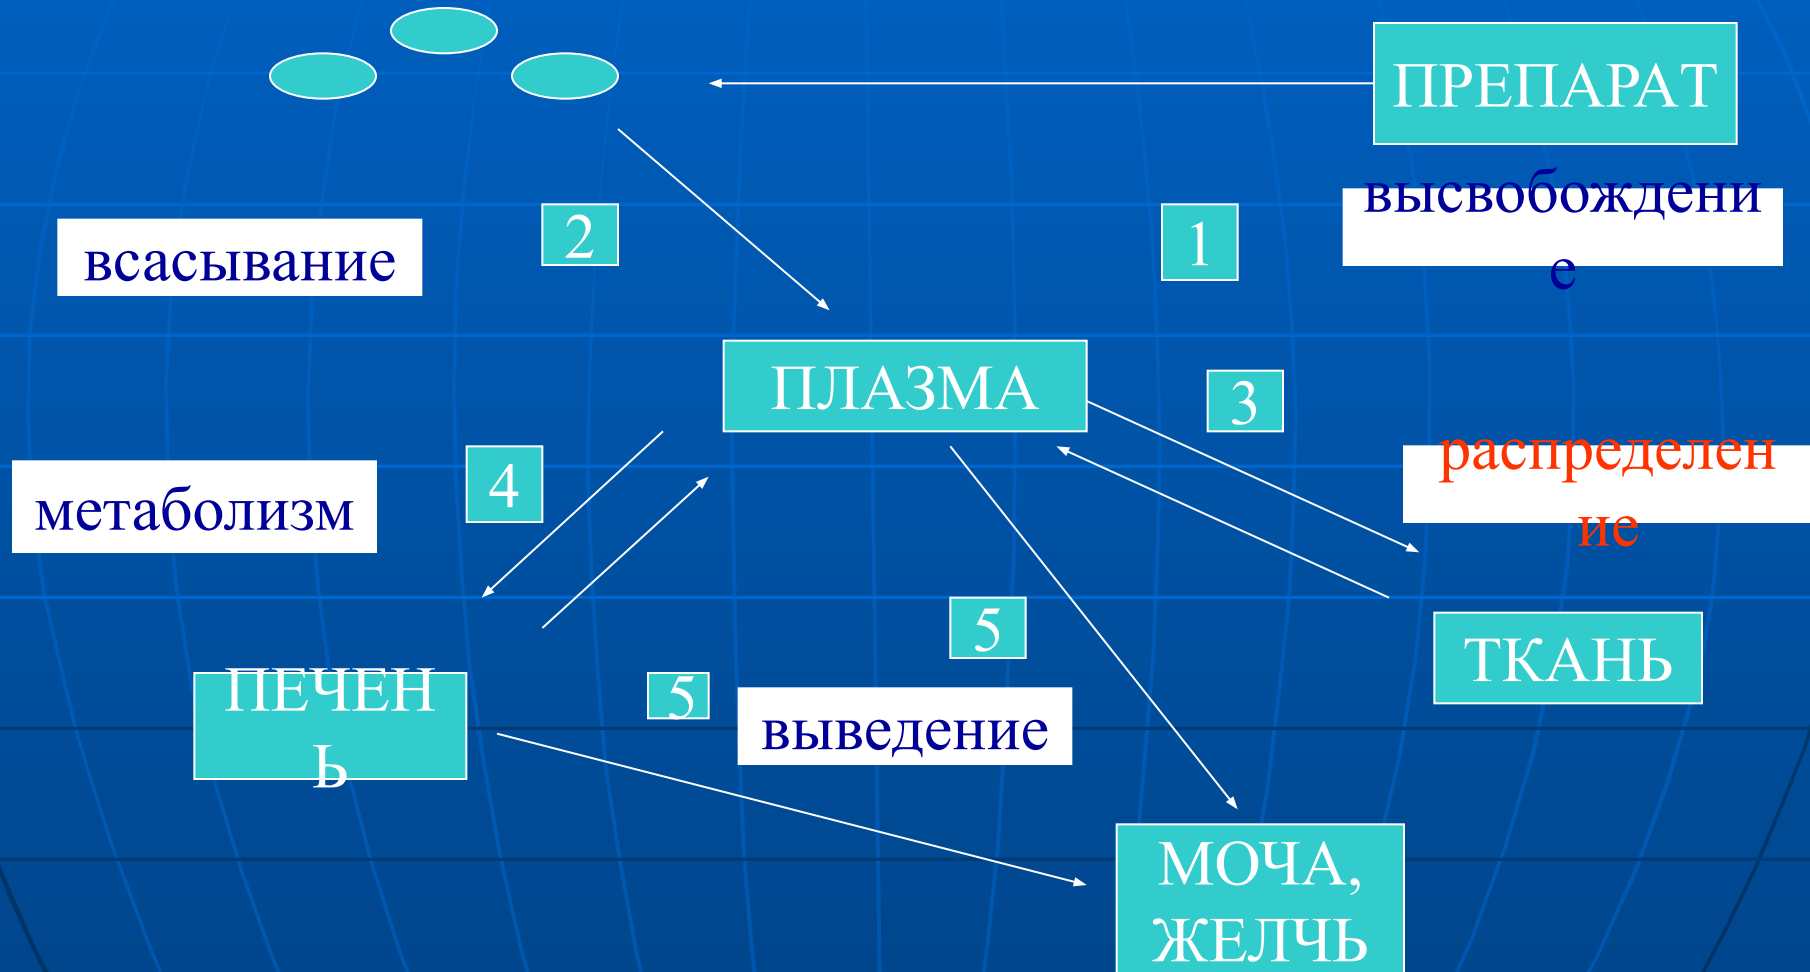 ПРЕПАРАТ
высвобождени
е
2
1
всасывание
ПЛАЗМА
3
распределен
ие
4
метаболизм
5
ТКАНЬ
ПЕЧЕН
Ь
5
выведение
МОЧА,
ЖЕЛЧЬ